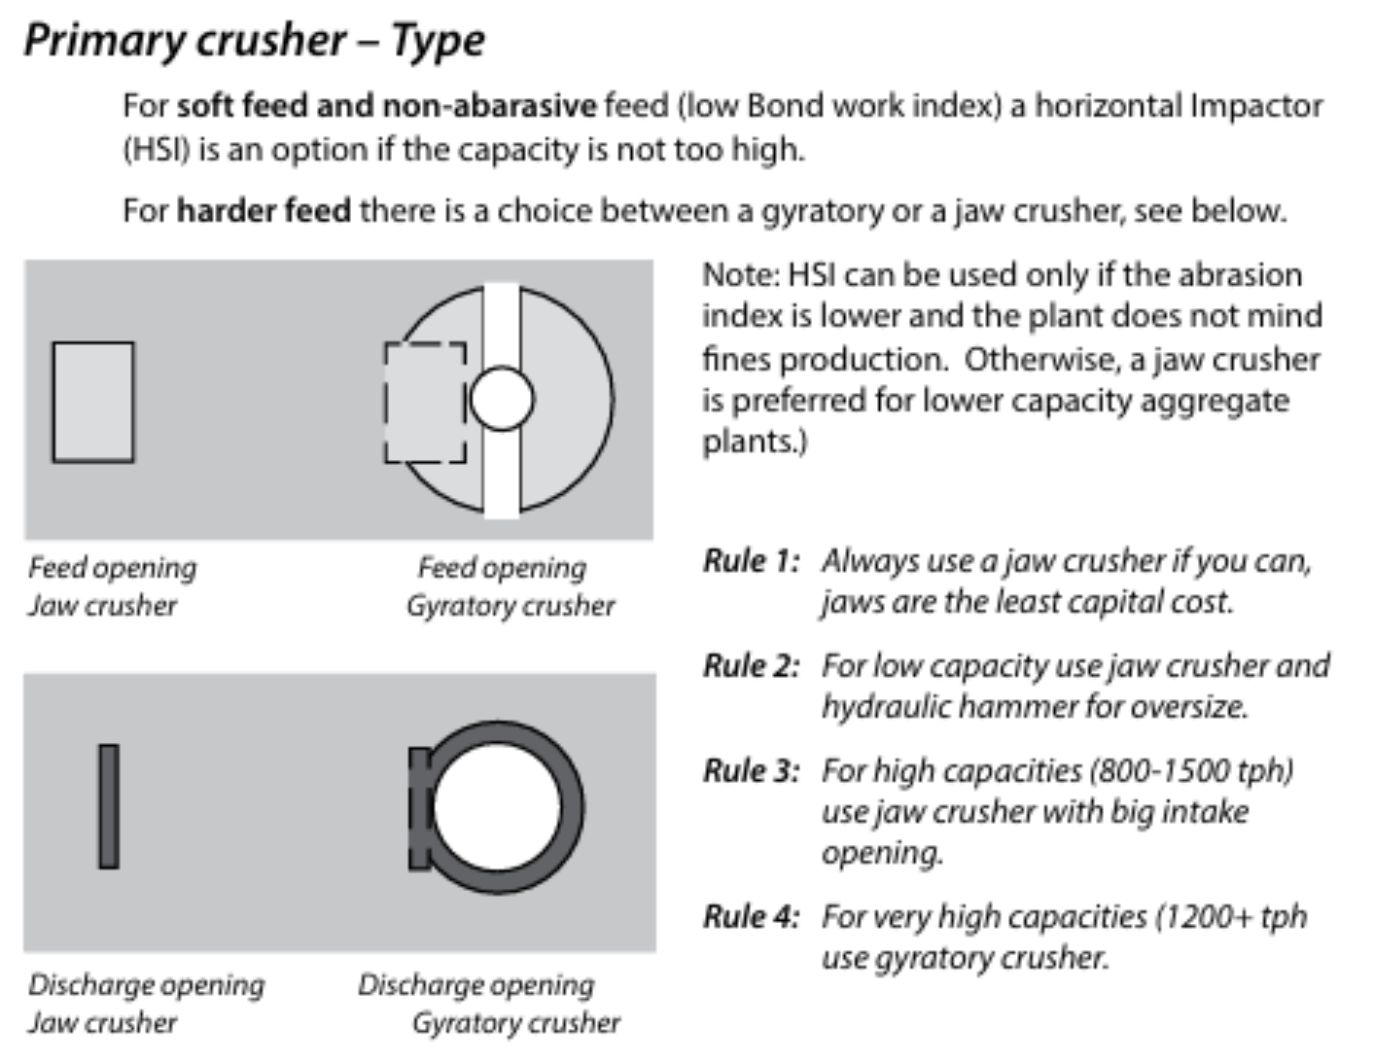 Primary crusher – Type
For soft feed and non-abarasive feed (low Bond work index) a horizontal Impactor
(HSI) is an option if the capacity is not too high.
For harder feed there is a choice between a gyratory or a jaw crusher, see below.
Note: HSI can be used only if the abrasion
index is lower and the plant does not mind
fines production.  Otherwise, a jaw crusher
is preferred for lower capacity aggregate
plants.)
Feed opening
Jaw crusher
Feed opening
Gyratory crusher
Rule 1: Always use a jaw crusher if you can,
jaws are the least capital cost.
Rule 2: For low capacity use jaw crusher and
hydraulic hammer for oversize.
Rule 3: For high capacities (800-1500 tph)
use jaw crusher with big intake
opening.
Rule 4: For very high capacities (1200+ tph
use gyratory crusher.
Discharge opening
Jaw crusher
Discharge opening
Gyratory crusher